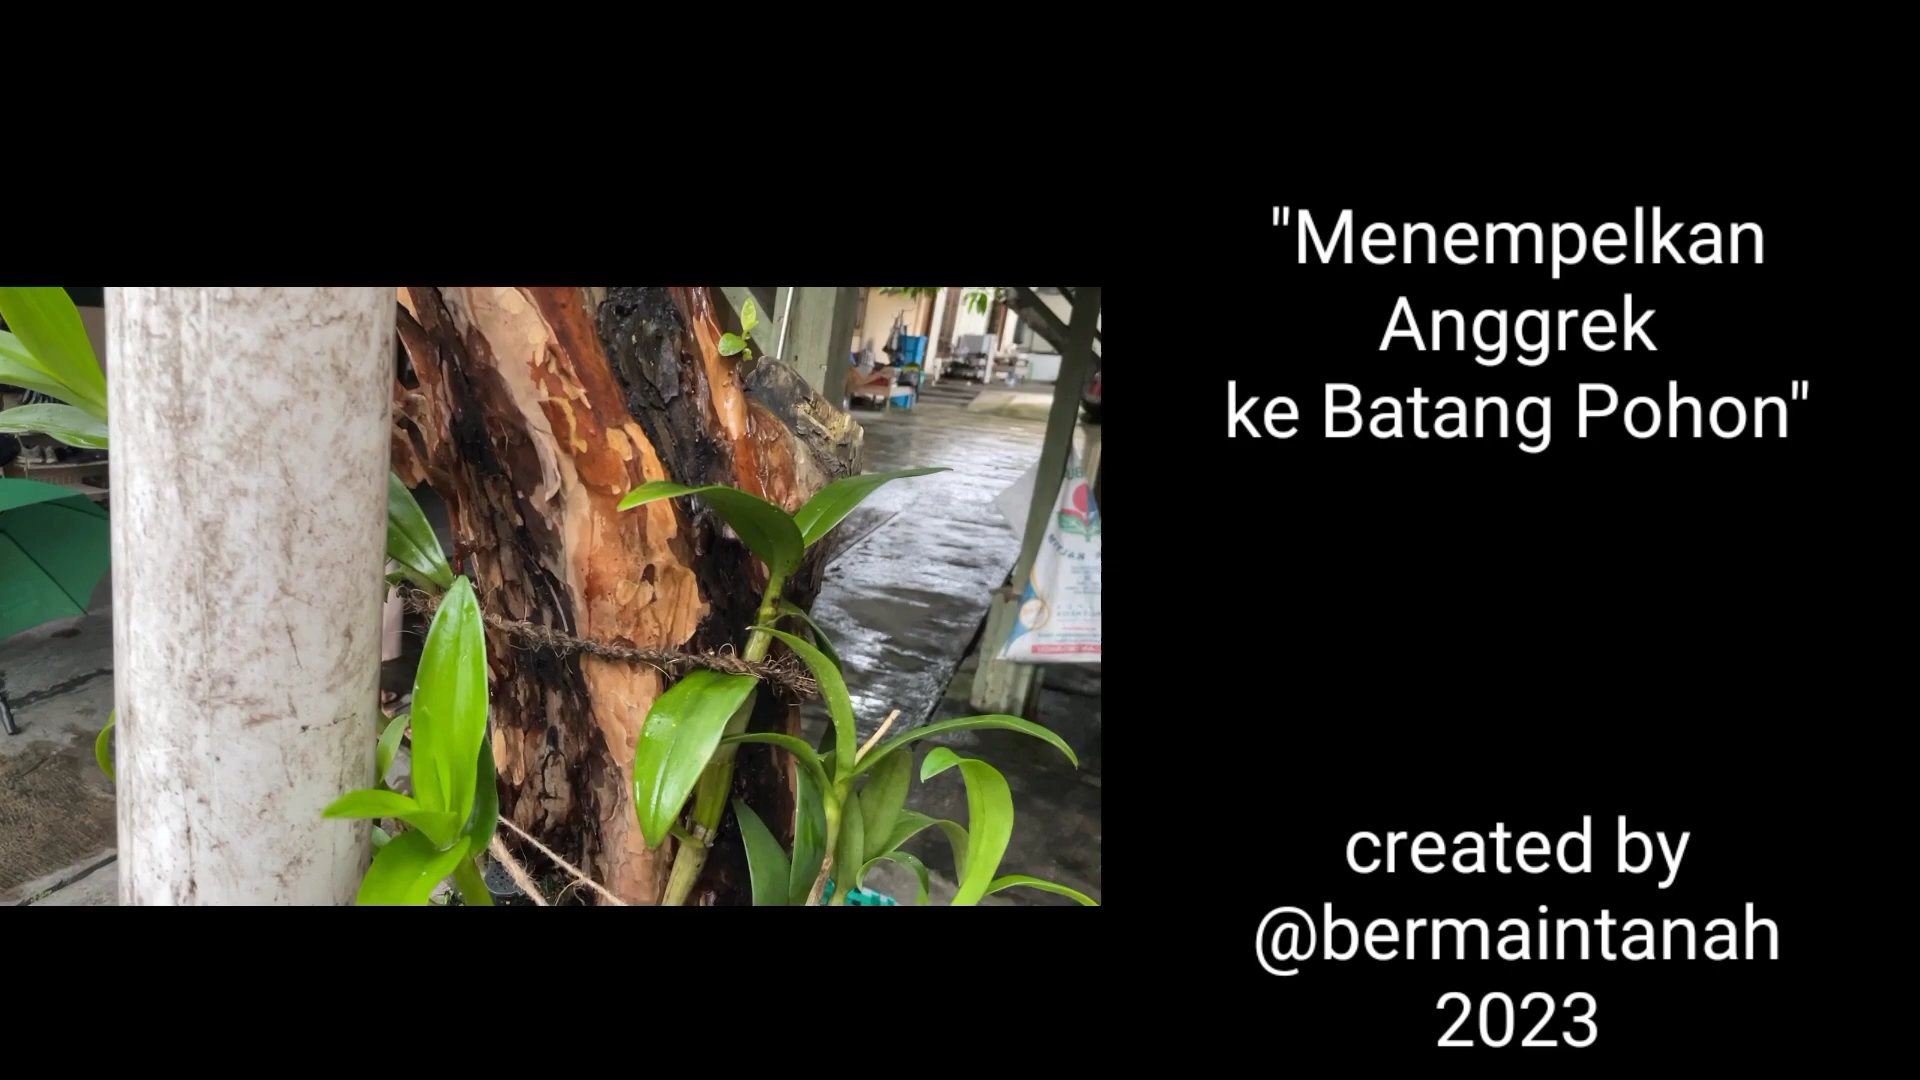 "Menempelkan
Anggrek
ke Batang Pohon"
created by
@bermaintanah
2023